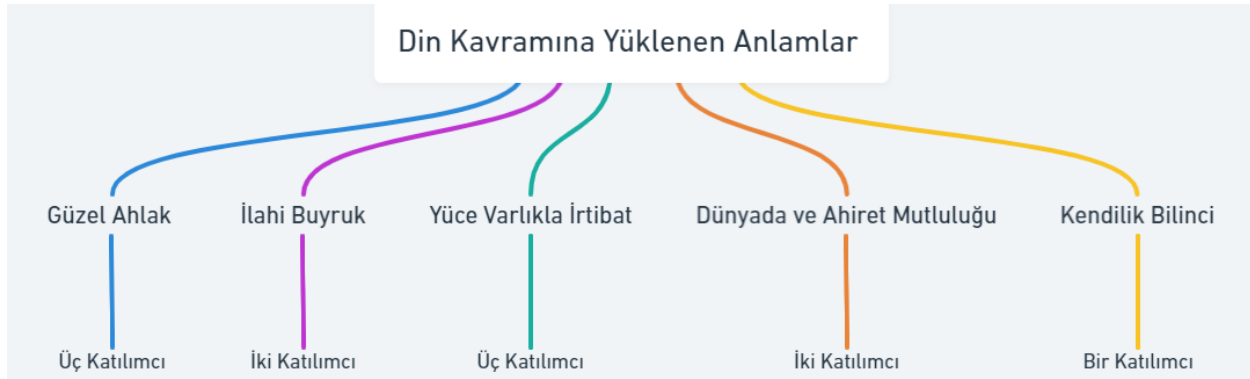 Din Kavramına Yüklenen Anlamlar
Güzel Ahlak
İlahi Buyruk
Yüce Varlıkla İrtibat
Dünyada ve Ahiret Mutluluğu
Kendilik Bilinci
Üç Katılımcı
İki Katılımcı
Üç Katılımcı
İki Katılımcı
Bir Katılımcı